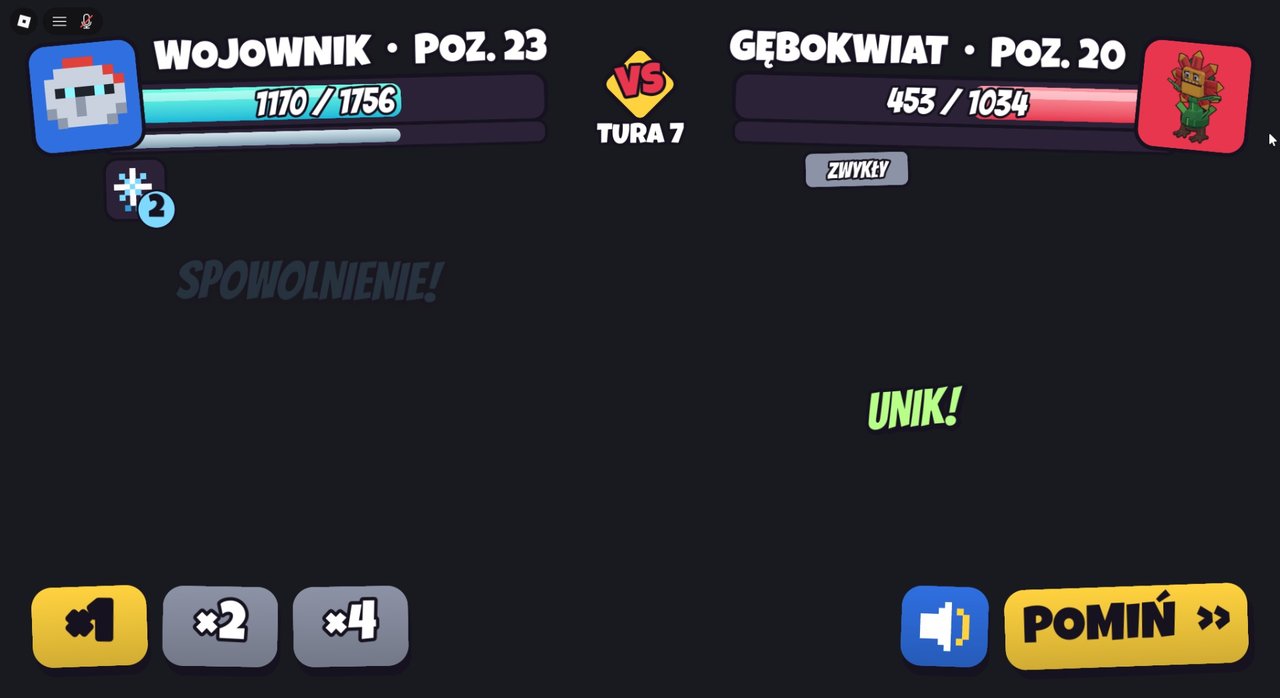 WOJOWNIK • POZ. 23
1170 / 1756
2
VS
TURA 7
GĘBOKWIAT • POZ. 20
453 / 1034
ZWYKŁY
SPOWOLNIENIE!
UNIK!
×1
×2
×4
POMIŃ >>